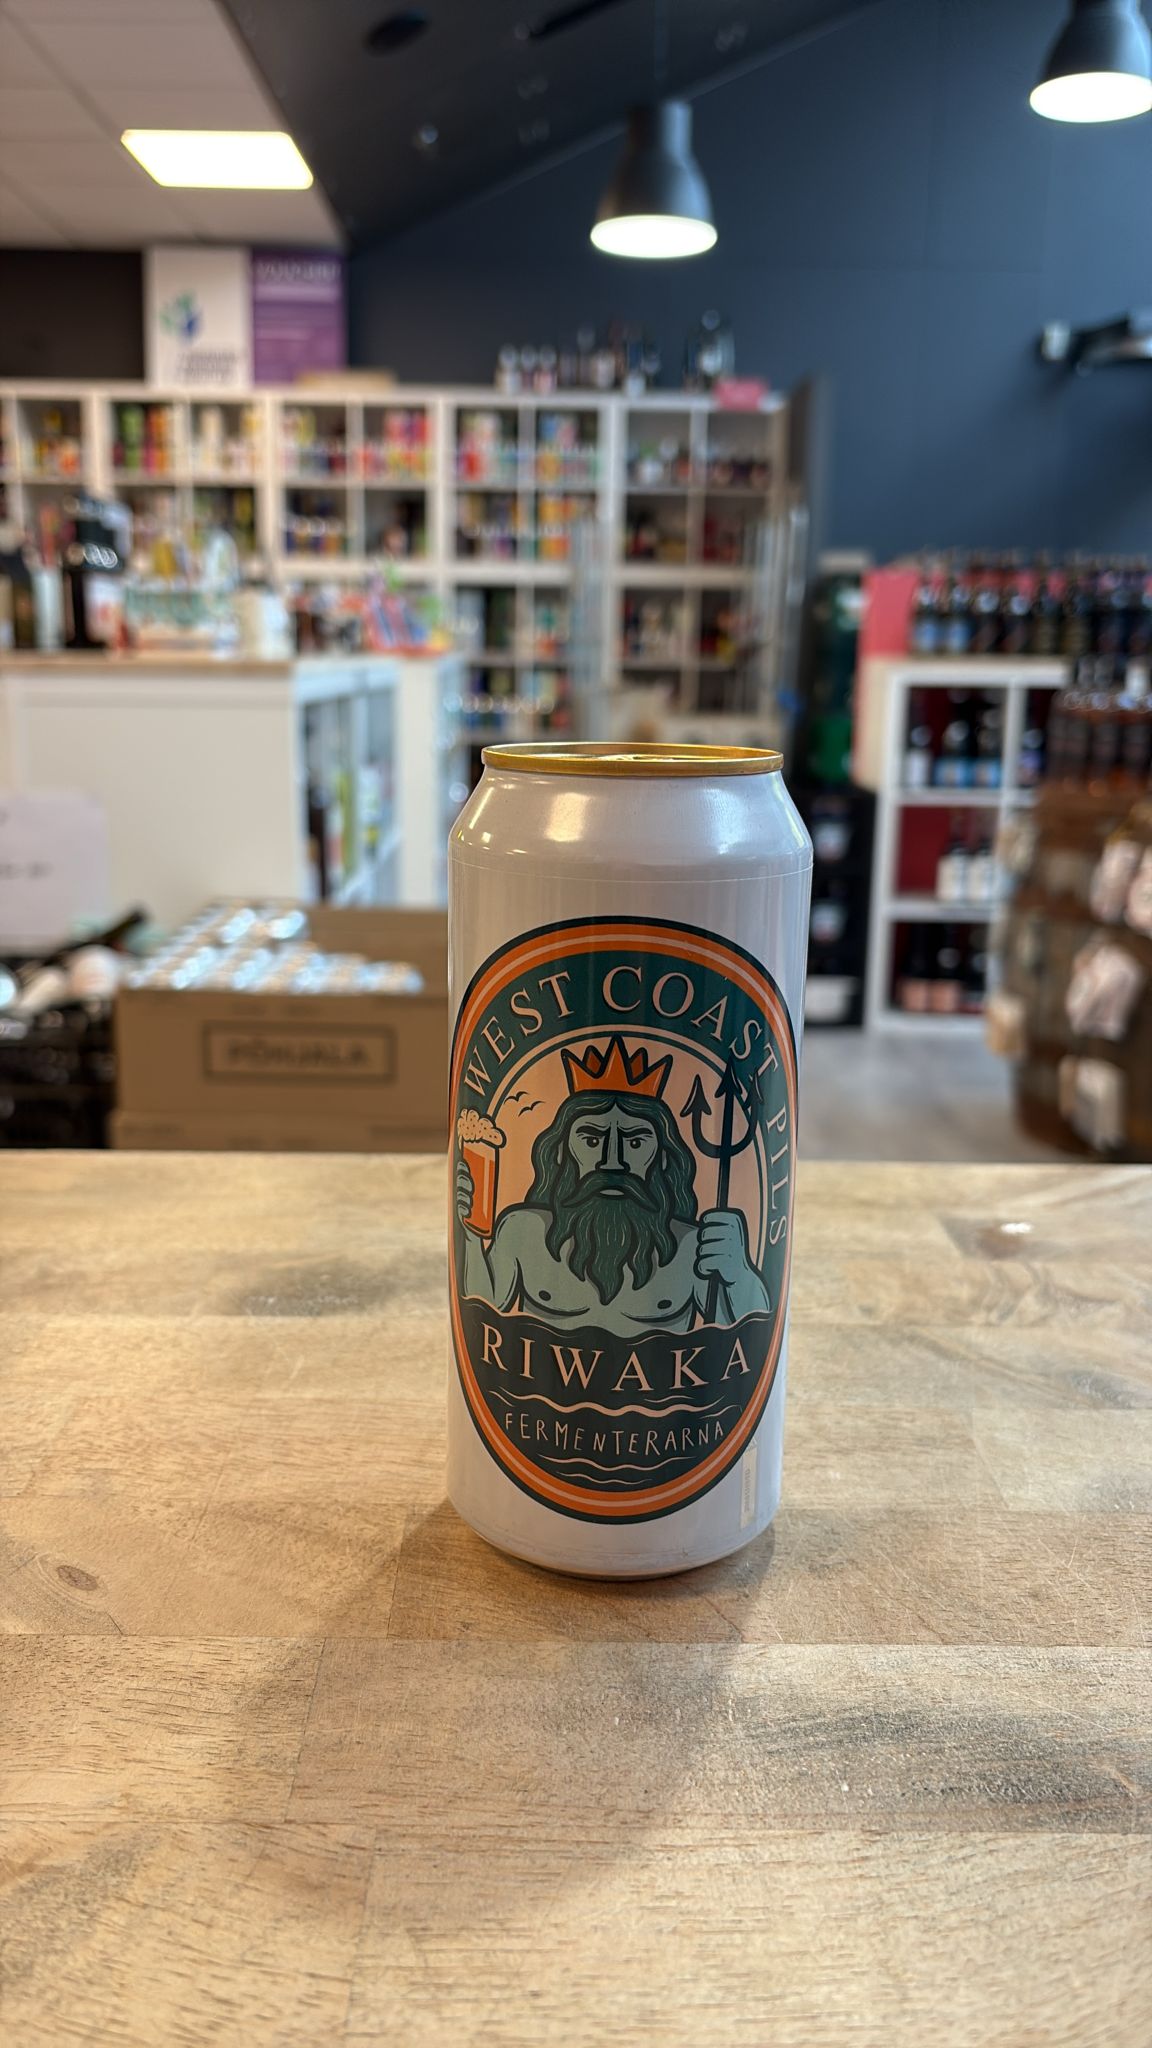 WEST COAST PILS
RIWAKA
FERMENTERARNA
PÕHJALA